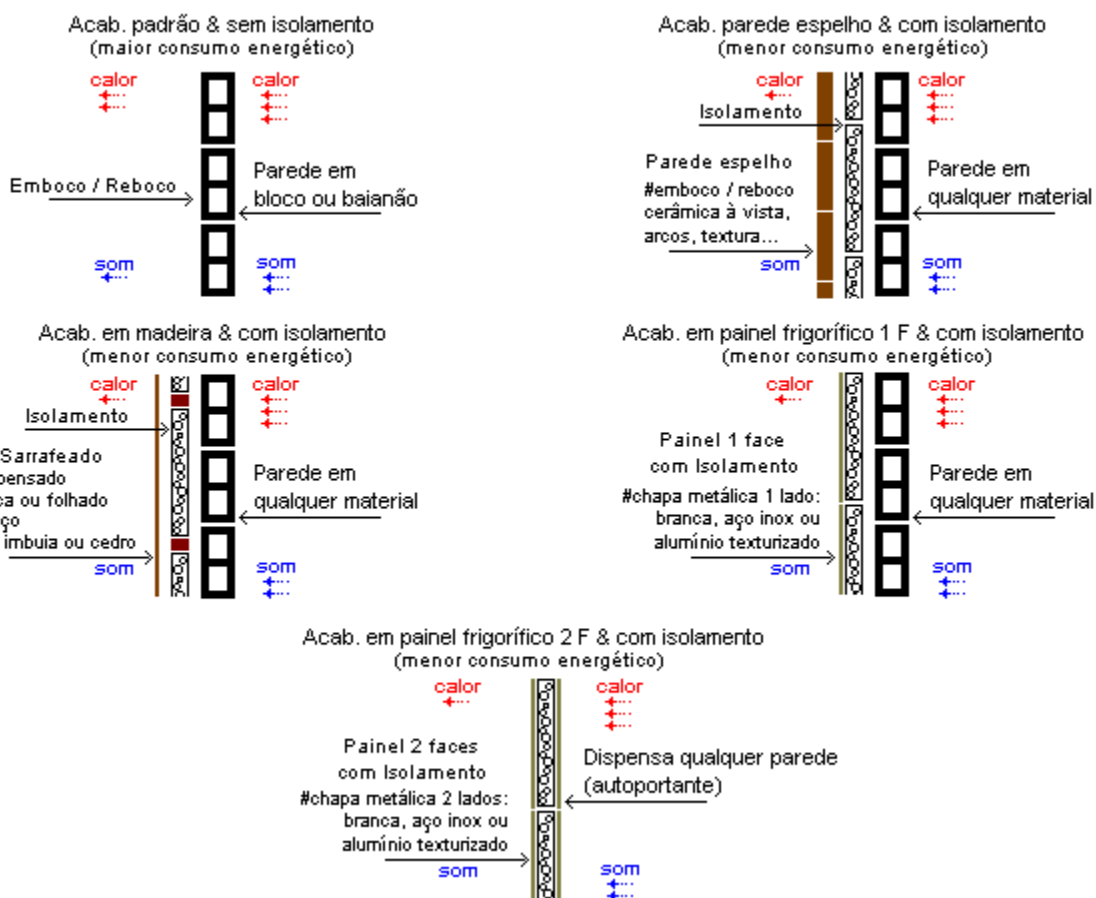 Acab. padrão & sem isolamento
(maior consumo energético)
calor
calor
Emboco / Reboco
Parede em
bloco ou baianão
som
som
Acab. parede espelho & com isolamento
(menor consumo energético)
calor
calor
Isolamento
Parede espelho
#emboco / reboco
cerâmica à vista,
arcos, textura...
Parede em
qualquer material
som
som
Acab. em madeira & com isolamento
(menor consumo energético)
calor
calor
Isolamento
Sarrafeado
ou folhado
imbuia ou cedro
Parede em
qualquer material
som
som
Acab. em painel frigorífico 1 F & com isolamento
(menor consumo energético)
calor
calor
Painel 1 face
com Isolamento
#chapa metálica 1 lado:
branca, aço inox ou
alumínio texturizado
Parede em
qualquer material
som
som
Acab. em painel frigorífico 2 F & com isolamento
(menor consumo energético)
calor
calor
Painel 2 faces
com Isolamento
#chapa metálica 2 lados:
branca, aço inox ou
alumínio texturizado
Dispensa qualquer parede
(autoportante)
som
som